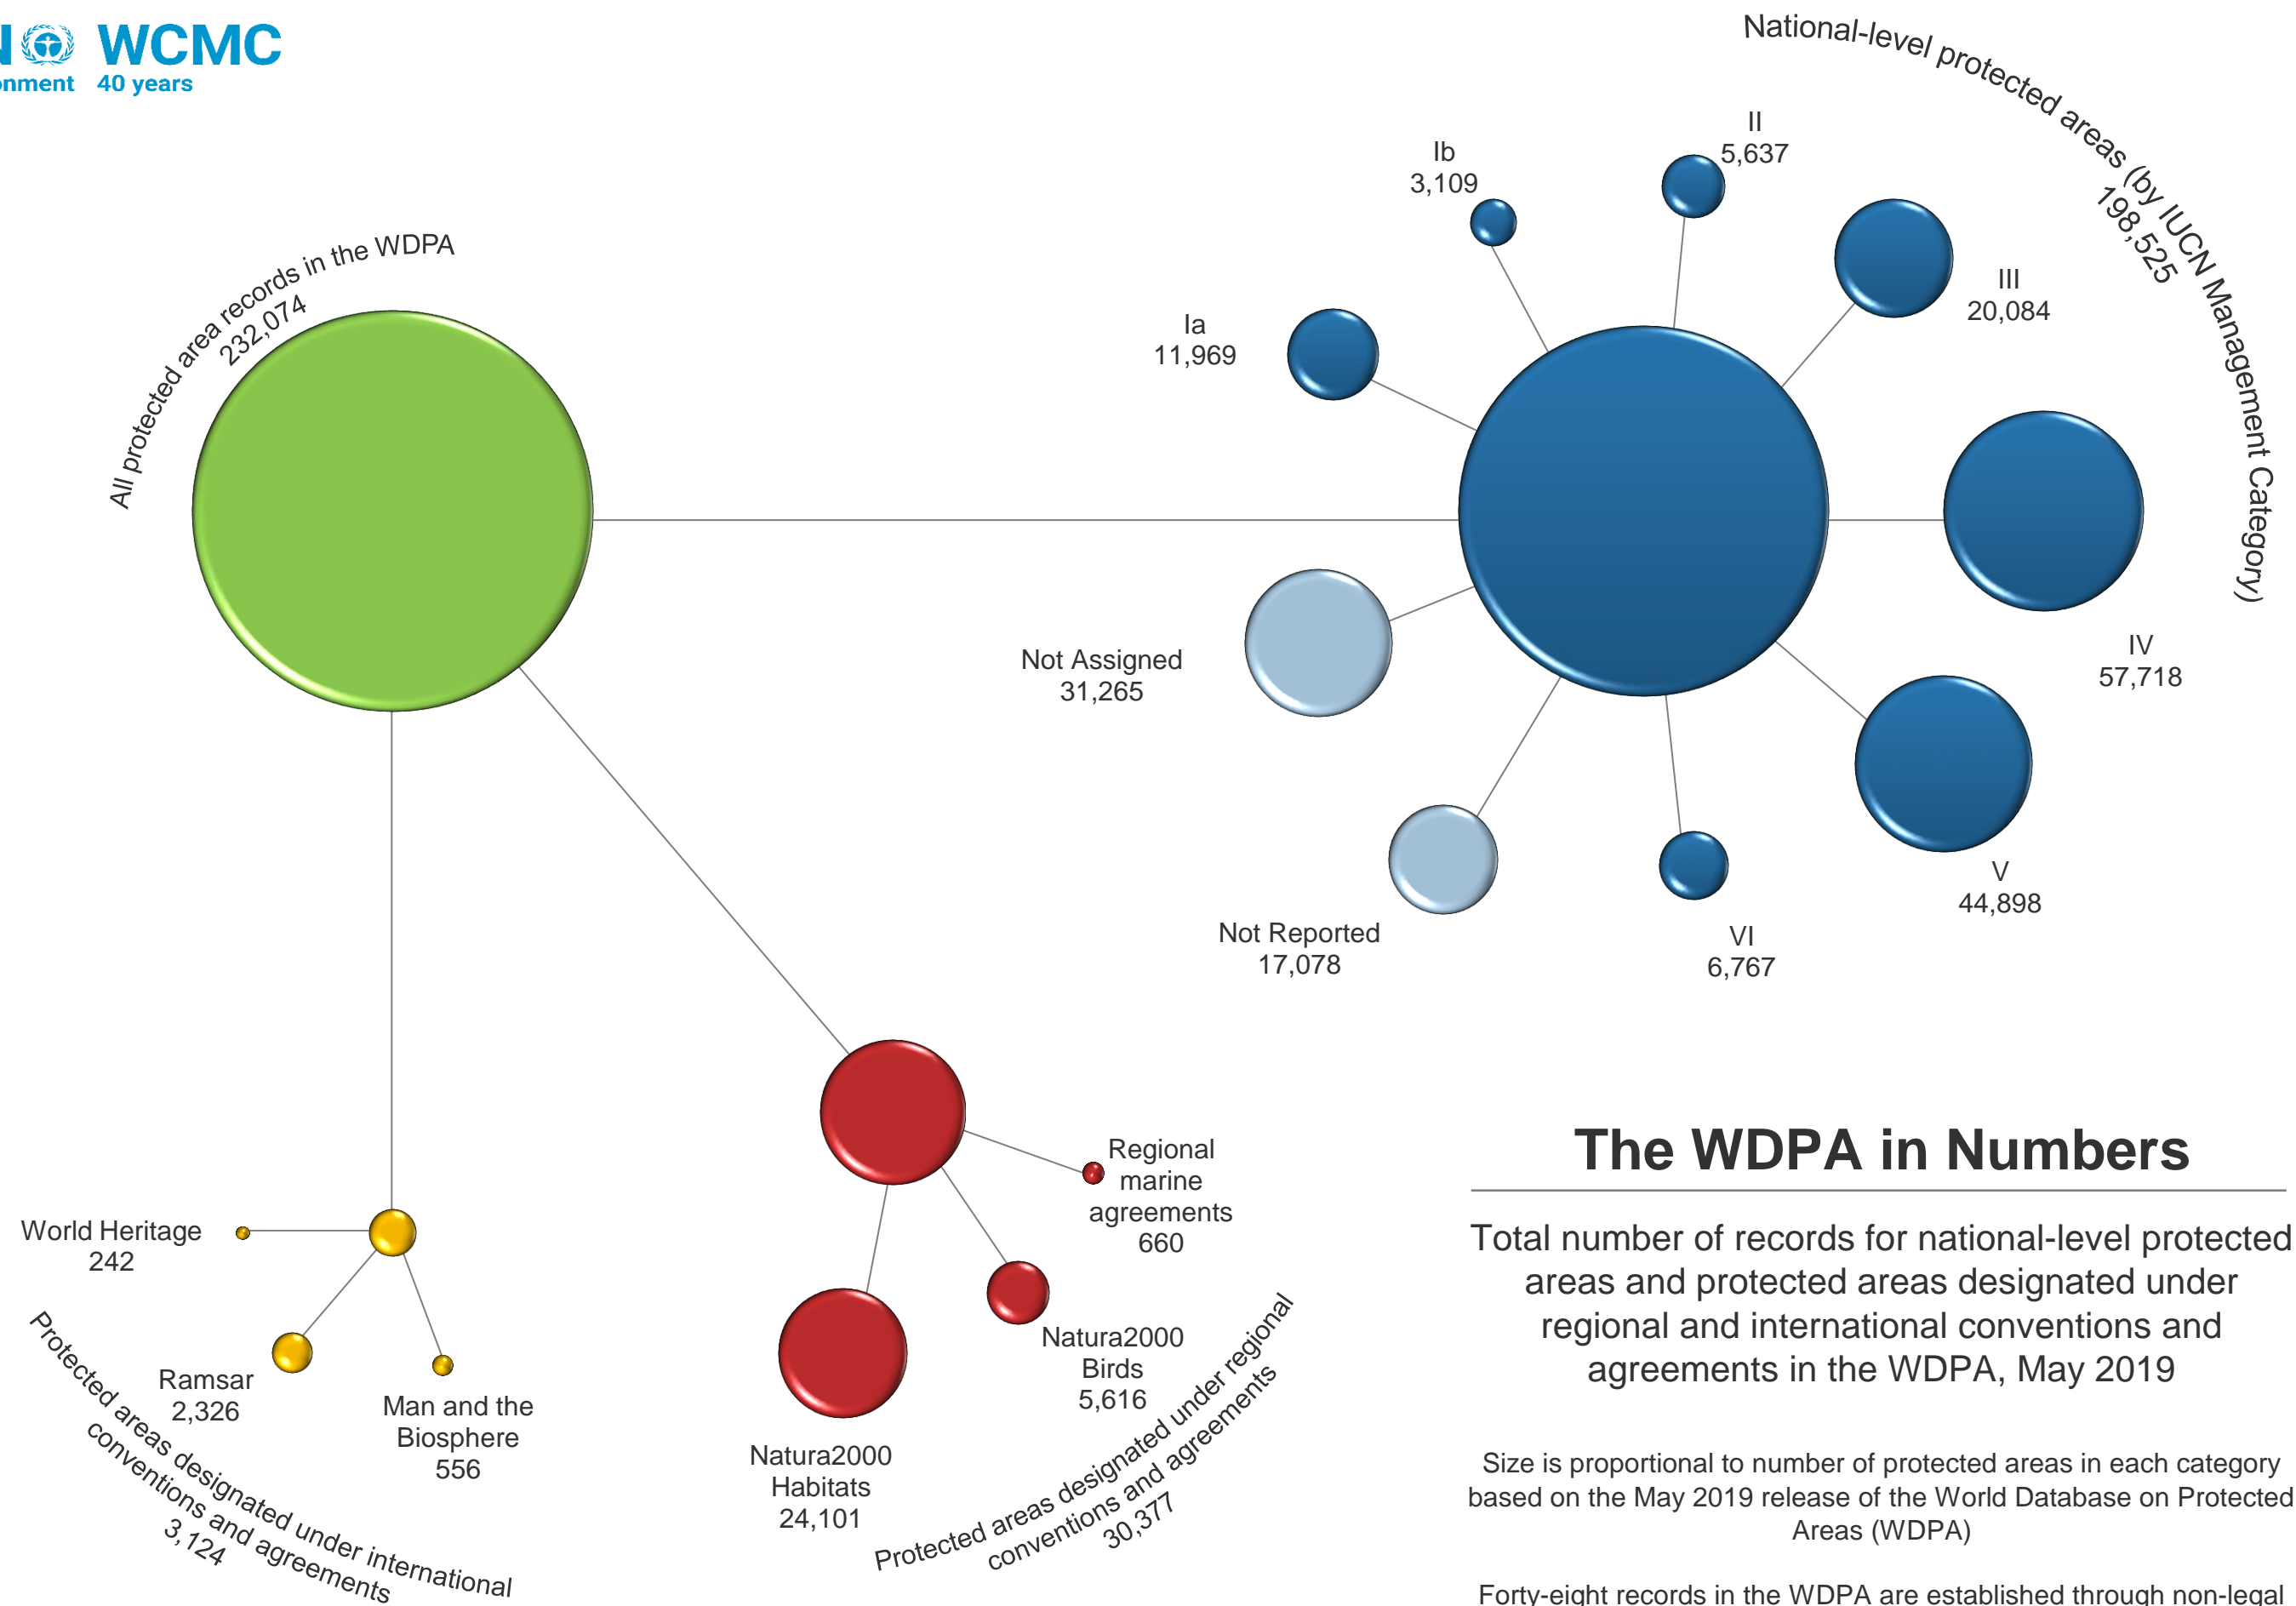 N WCMC
onment 40 years
National-level protected areas (by IUCN Management Category)
198,525
II
5,637
Ib
3,109
III
20,084
Ia
11,969
All protected area records in the WDPA
232,074
IV
57,718
Not Assigned
31,265
V
44,898
Not Reported
17,078
VI
6,767
Regional
marine
agreements
660
World Heritage
242
Ramsar
2,326
Man and the
Biosphere
556
Natura2000
Birds
5,616
Natura2000
Habitats
24,101
Protected areas designated under international
conventions and agreements
3,124
Protected areas designated under regional
conventions and agreements
30,377
The WDPA in Numbers
Total number of records for national-level protected
areas and protected areas designated under
regional and international conventions and
agreements in the WDPA, May 2019
Size is proportional to number of protected areas in each category
based on the May 2019 release of the World Database on Protected
Areas (WDPA)
Forty-eight records in the WDPA are established through non-legal